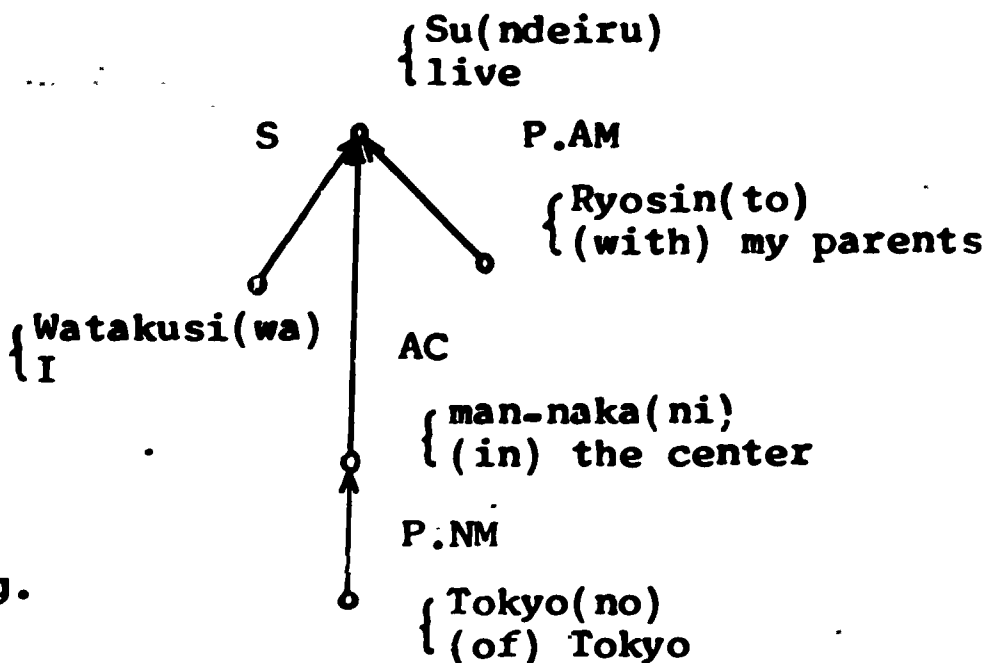 Su(ndeiru)
live
S
P.AM
Ryosin(to)
(with) my parents
Watakusi(wa)
I
AC
man-naka(ni)
(in) the center
P.NM
g.
Tokyo(no)
(of) Tokyo